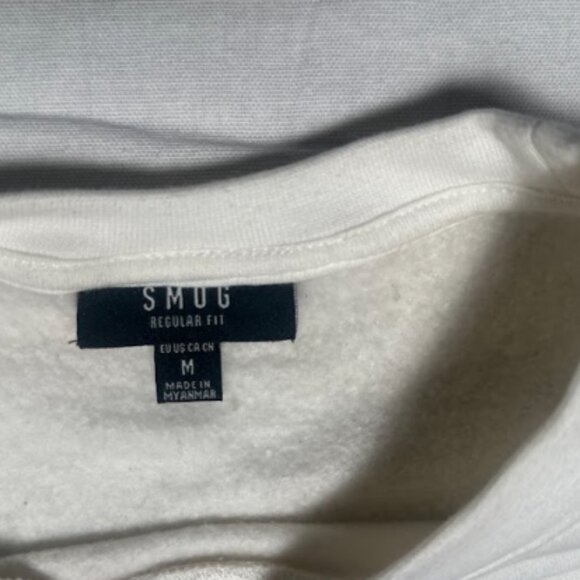 SMOG
REGULAR FIT
EU US CA CN
M
MADE IN
MYANMAR